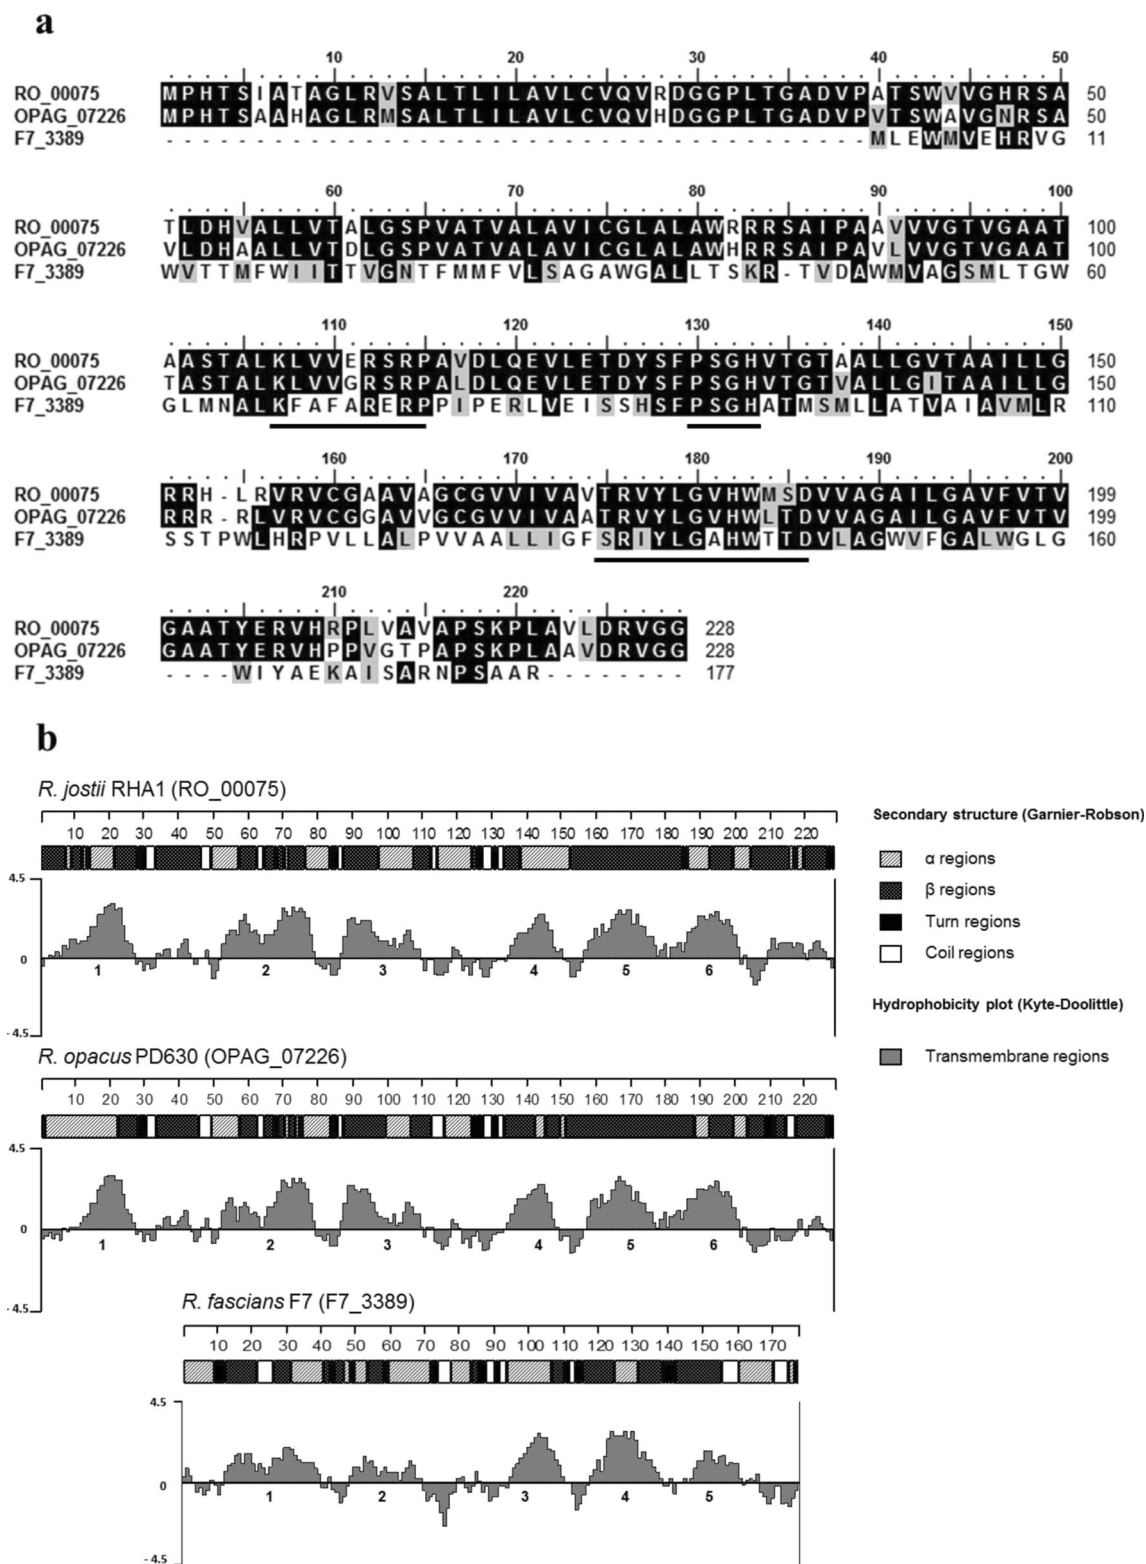 a
10 20 30 40 50
RO_00075 MPHTSIATAGLRVSALTLILAVLCVQVRDGGPLTGADVPATSWVVGHRSA 50
OPAG_07226 MPHTSAAHAGLRMSALTLILAVLCVQVHDGGPLTGADVPVTSWAVGNRSA 50
F7_3389 - - - - - - - - - - - - - - - - - - - - - - - - - - - - - - - - - - - - - - - MLEWMVEHRVG 11
60 70 80 90 100
RO_00075 TLDHVALLVTALGSPVATVALAVICGLALAWRRRSAIPAAVVVGTVGAAT 100
OPAG_07226 VLDHAALLVTDLGSPVATVALAVICGLALAWHRRSAIPAVLVVGTVGAAT 100
F7_3389 WVTTMFWIITTVGNTFMMFVLSAGAWGALLTSKR-TVDAWMVAGSMLTGW 60
110 120 130 140 150
RO_00075 AASTALKLVVERSRPAVDLQEVLETDYSFPSGHVTGTAALLGVTAAILLG 150
OPAG_07226 TASTALKLVVGRSRPALDLQEVLETDYSFPSGHVTGTVALLGITAAILLG 150
F7_3389 GLMNALKFAFARERPPIPERLVEISSHSFPSGHATMSMLLATVAIAVMLR 110
160 170 180 190 200
RO_00075 RRH-LRVRVCGAAVAGCGVVIVAVTRVYLGVHWMSDVVAGAILGAVFVTV 199
OPAG_07226 RRR-RLVRVCGGAVVGCGVVIVAATRVYLGVHWLTDVVAGAILGAVFVTV 199
F7_3389 SSTPWLHRPVLLALPVVAALLIGFSRIYLGAHWTTDVLAGWVFGALWGLG 160
210 220
RO_00075 GAATYERVHRPLVAVAPSKPLAVLDRVGG 228
OPAG_07226 GAATYERVHPPVGTPAPSKPLAAVDRVGG 228
F7_3389 - - - - WIYAEKAISARNPSAAR - - - - - - - - 177
b
R. jostii RHA1 (RO_00075)
10 20 30 40 50 60 70 80 90 100 110 120 130 140 150 160 170 180 190 200 210 220
4.5
0
1 2 3 4 5 6
- 4.5
Secondary structure (Garnier-Robson)
α regions
β regions
Turn regions
Coil regions
Hydrophobicity plot (Kyte-Doolittle)
Transmembrane regions
R. opacus PD630 (OPAG_07226)
10 20 30 40 50 60 70 80 90 100 110 120 130 140 150 160 170 180 190 200 210 220
4.5
0
1 2 3 4 5 6
- 4.5
R. fascians F7 (F7_3389)
10 20 30 40 50 60 70 80 90 100 110 120 130 140 150 160 170
4.5
0
1 2 3 4 5
- 4.5